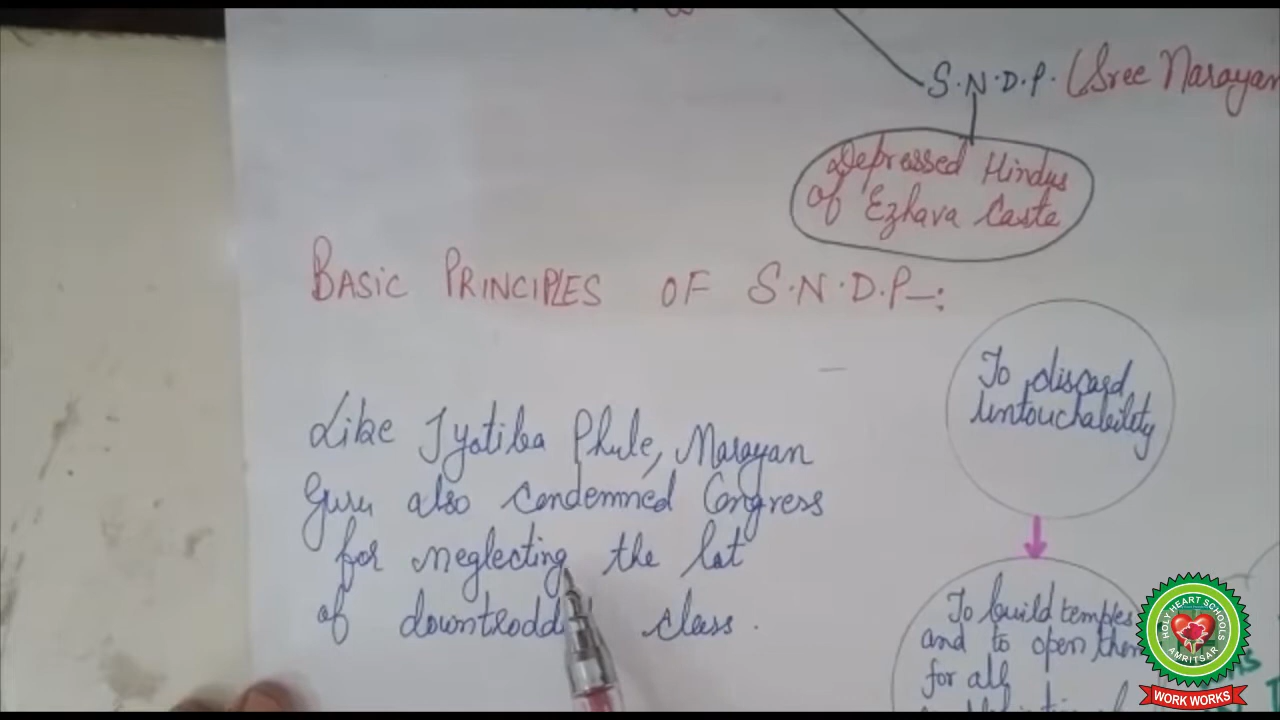 S.N.D.P. (Sree Narayan
Depressed Hindus
of Ezhava Caste
BASIC PRINCIPLES OF S.N.D.P-:
Like Jyotiba Phule, Narayan
Guru also condemned Congress
for neglecting the lot
of downtrodd class.
To discard
untouchability
To build temples
and to open them
for all
HOLY HEART SCHOOLS
AMRITSAR
WORK WORKS